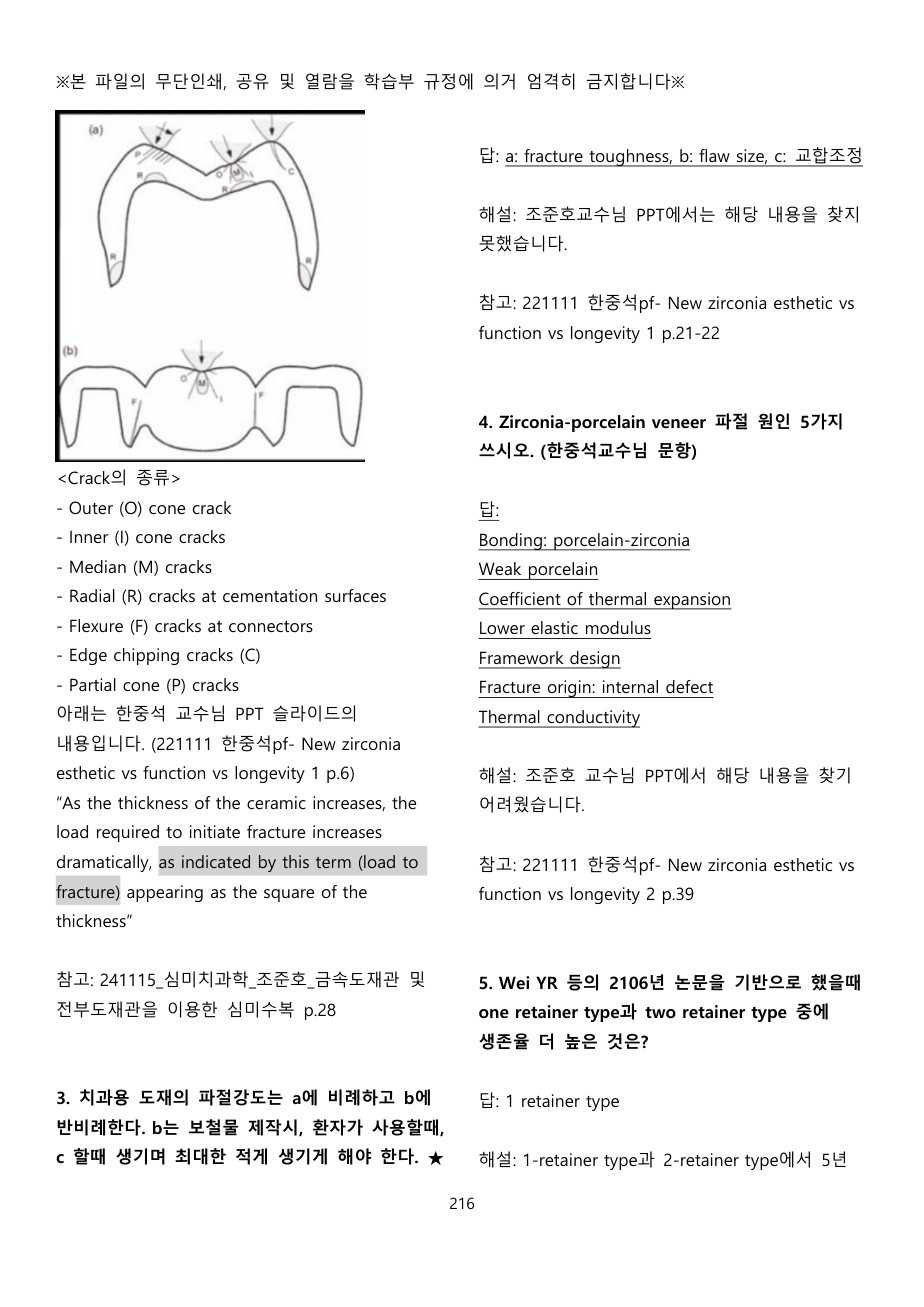 ※본 파일의 무단인쇄, 공유 및 열람을 학습부 규정에 의거 엄격히 금지합니다※
(a)
P
R
O
M
I
C
R
R
R
(b)
O
M
I
F
F
<Crack의 종류>
- Outer (O) cone crack
- Inner (l) cone cracks
- Median (M) cracks
- Radial (R) cracks at cementation surfaces
- Flexure (F) cracks at connectors
- Edge chipping cracks (C)
- Partial cone (P) cracks
아래는 한중석 교수님 PPT 슬라이드의
내용입니다. (221111 한중석pf- New zirconia
esthetic vs function vs longevity 1 p.6)
“As the thickness of the ceramic increases, the
load required to initiate fracture increases
dramatically, as indicated by this term (load to
fracture) appearing as the square of the
thickness”
참고: 241115_심미치과학_조준호_금속도재관 및
전부도재관을 이용한 심미수복 p.28
3. 치과용 도재의 파절강도는 a에 비례하고 b에
반비례한다. b는 보철물 제작시, 환자가 사용할때,
c 할때 생기며 최대한 적게 생기게 해야 한다. ★
답: a: fracture toughness, b: flaw size, c: 교합조정
해설: 조준호교수님 PPT에서는 해당 내용을 찾지
못했습니다.
참고: 221111 한중석pf- New zirconia esthetic vs
function vs longevity 1 p.21-22
4. Zirconia-porcelain veneer 파절 원인 5가지
쓰시오. (한중석교수님 문항)
답:
Bonding: porcelain-zirconia
Weak porcelain
Coefficient of thermal expansion
Lower elastic modulus
Framework design
Fracture origin: internal defect
Thermal conductivity
해설: 조준호 교수님 PPT에서 해당 내용을 찾기
어려웠습니다.
참고: 221111 한중석pf- New zirconia esthetic vs
function vs longevity 2 p.39
5. Wei YR 등의 2106년 논문을 기반으로 했을때
one retainer type과 two retainer type 중에
생존율 더 높은 것은?
답: 1 retainer type
해설: 1-retainer type과 2-retainer type에서 5년
216